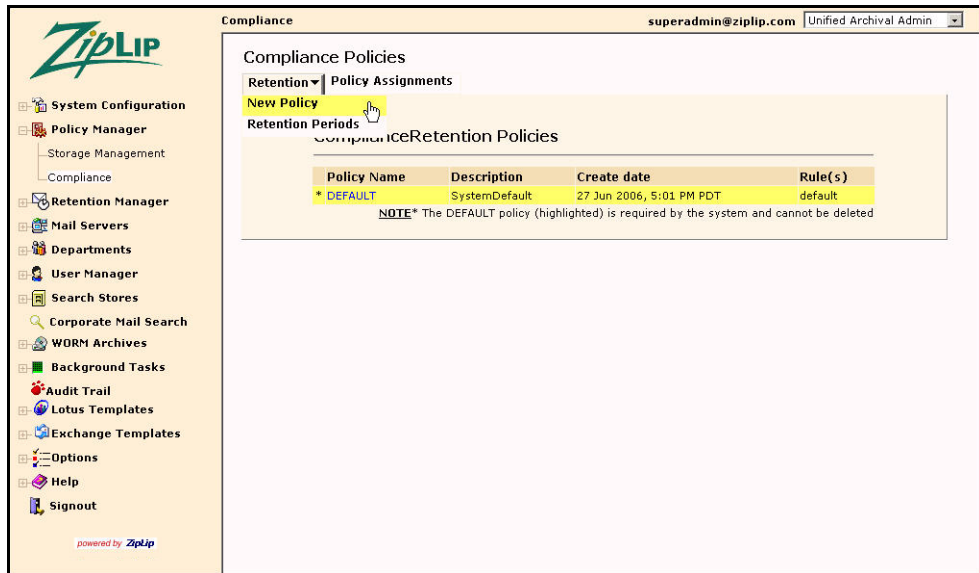 ZipLip
Compliance
superadmin@ziplip.com
Unified Archival Admin
System Configuration
Policy Manager
Storage Management
Compliance
Retention Manager
Mail Servers
Departments
User Manager
Search Stores
Corporate Mail Search
WORM Archives
Background Tasks
Audit Trail
Lotus Templates
Exchange Templates
Options
Help
Signout
powered by ZipLip
Compliance Policies
Retention Policy Assignments
New Policy
Retention Periods
ComplianceRetention Policies
Policy Name Description Create date Rule(s)
* DEFAULT SystemDefault 27 Jun 2006, 5:01 PM PDT default
NOTE* The DEFAULT policy (highlighted) is required by the system and cannot be deleted